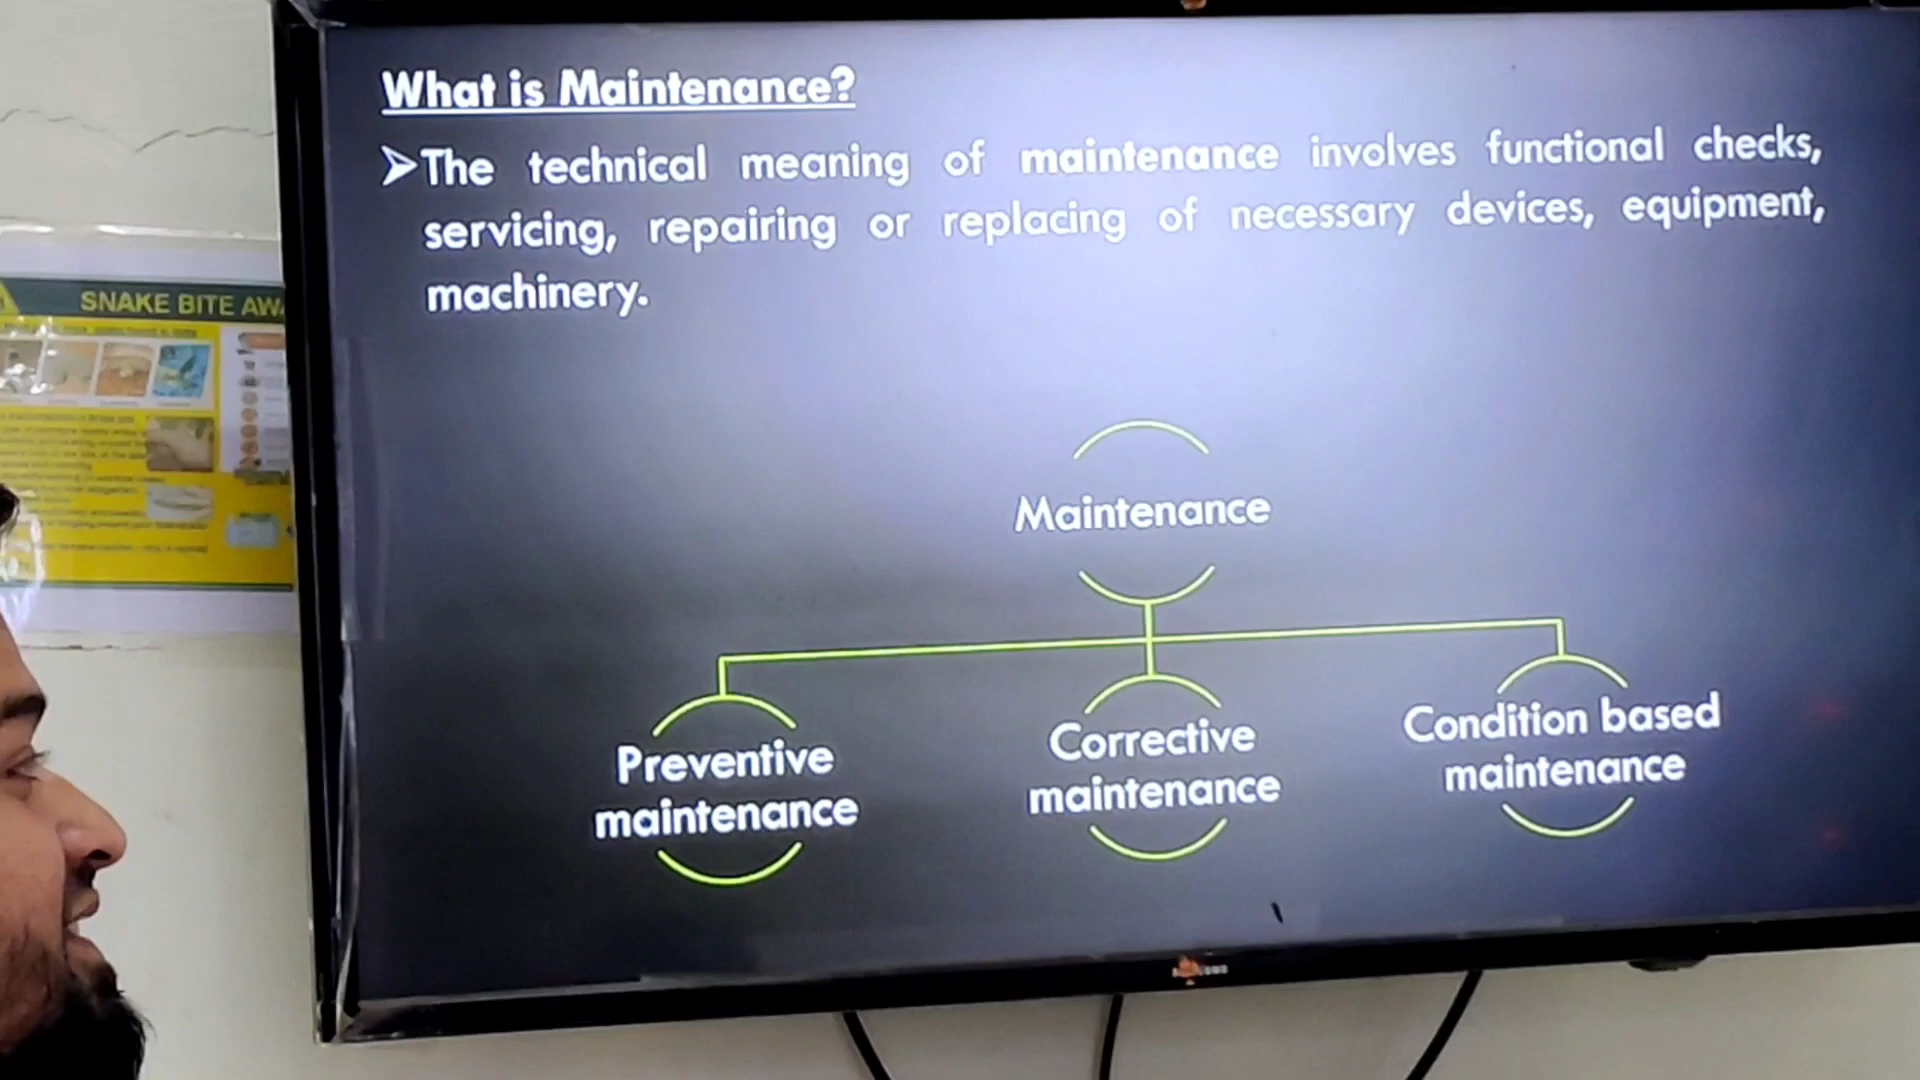 What is Maintenance?
➤The technical meaning of maintenance involves functional checks,
servicing, repairing or replacing of necessary devices, equipment,
machinery.
Maintenance
Preventive
maintenance
Corrective
maintenance
Condition based
maintenance
SNAKE BITE